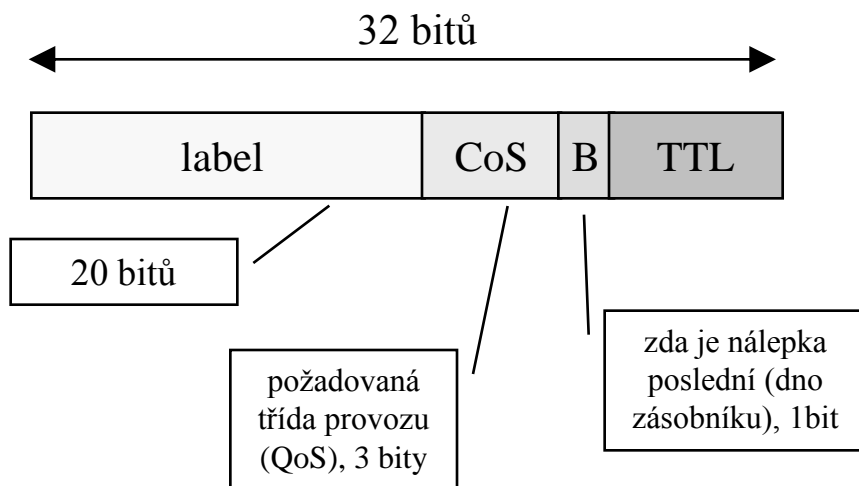 32 bitů
label CoS B TTL
20 bitů
požadovaná
třída provozu
(QoS), 3 bity
zda je nálepka
poslední (dno
zásobníku), 1bit